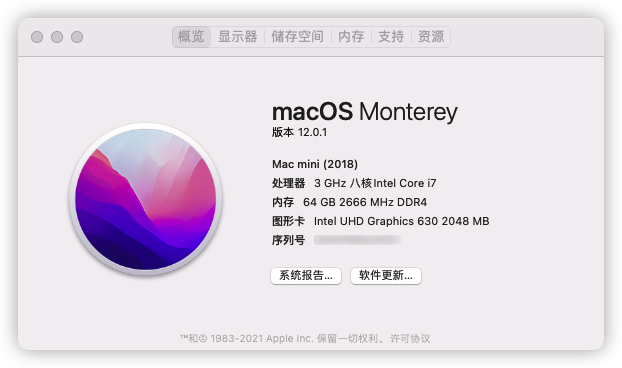 概览 显示器 储存空间 内存 支持 资源
macOS Monterey
版本 12.0.1
Mac mini (2018)
处理器 3 GHz 八核Intel Core i7
内存 64 GB 2666 MHz DDR4
图形卡 Intel UHD Graphics 630 2048 MB
序列号
系统报告... 软件更新...
™和© 1983-2021 Apple Inc. 保留一切权利。许可协议